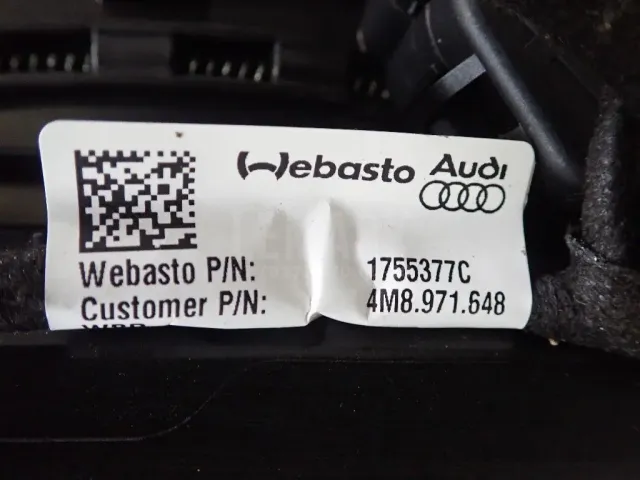 Webasto Audi
Webasto P/N: 1755377C
Customer P/N: 4M8.971.648